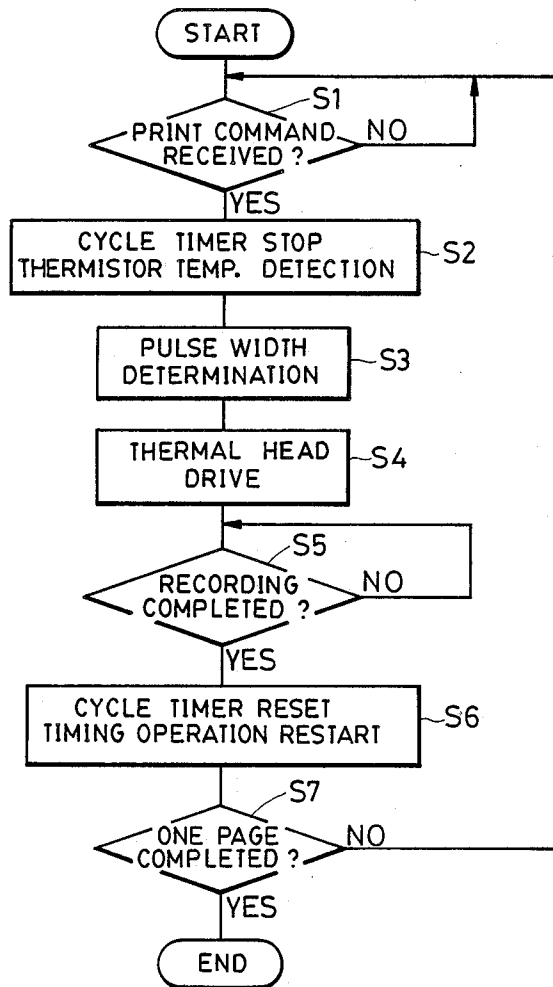 START
S1
PRINT COMMAND
RECEIVED ?
NO
YES
CYCLE TIMER STOP
THERMISTOR TEMP. DETECTION
S2
PULSE WIDTH
DETERMINATION
S3
THERMAL HEAD
DRIVE
S4
S5
RECORDING
COMPLETED ?
NO
YES
CYCLE TIMER RESET
TIMING OPERATION RESTART
S6
S7
ONE PAGE
COMPLETED ?
NO
YES
END